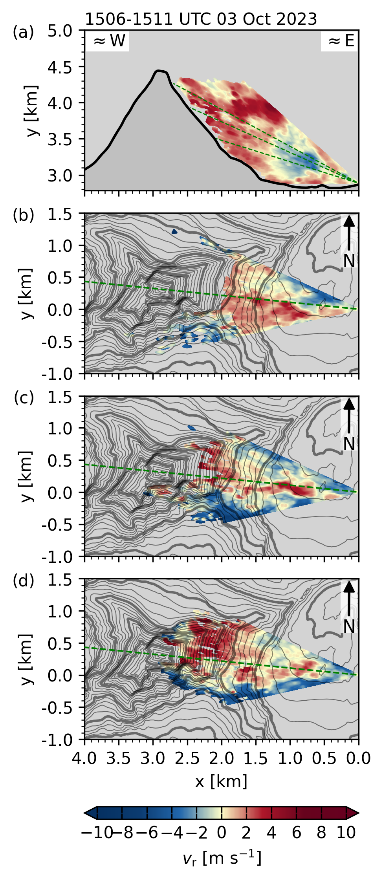 1506-1511 UTC 03 Oct 2023
(a)
≈ W
≈ E
5.0
4.5
4.0
3.5
3.0
y [km]
(b)
1.5
1.0
0.5
0.0
-0.5
-1.0
y [km]
N
(c)
1.5
1.0
0.5
0.0
-0.5
-1.0
y [km]
N
(d)
1.5
1.0
0.5
0.0
-0.5
-1.0
y [km]
N
4.0 3.5 3.0 2.5 2.0 1.5 1.0 0.5 0.0
x [km]
−10 −8 −6 −4 −2 0 2 4 6 8 10
vr [m s−1]